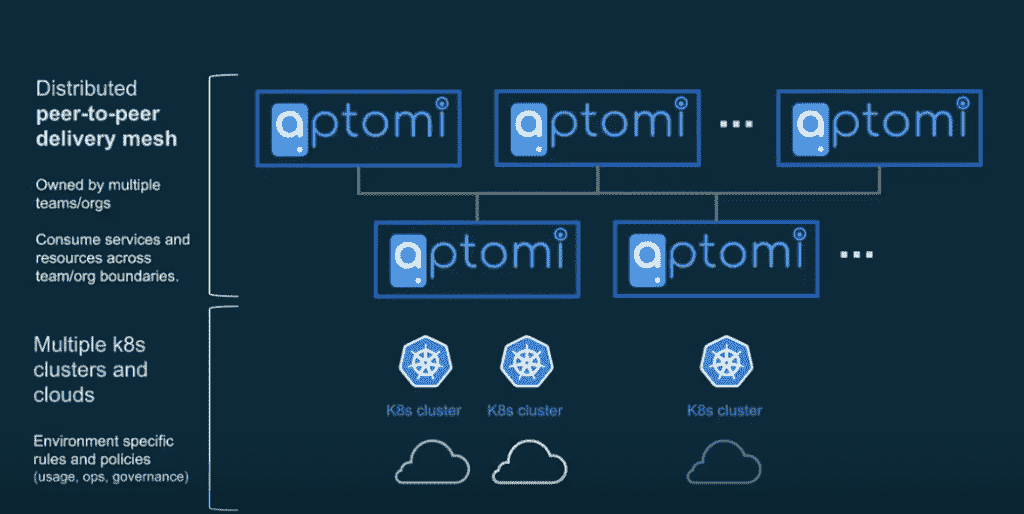 Distributed
peer-to-peer
delivery mesh
Owned by multiple
teams/orgs
Consume services and
resources across
team/org boundaries.
aptomi
aptomi
...
aptomi
aptomi
aptomi
...
Multiple k8s
clusters and
clouds
Environment specific
rules and policies
(usage, ops, governance)
K8s cluster
K8s cluster
K8s cluster